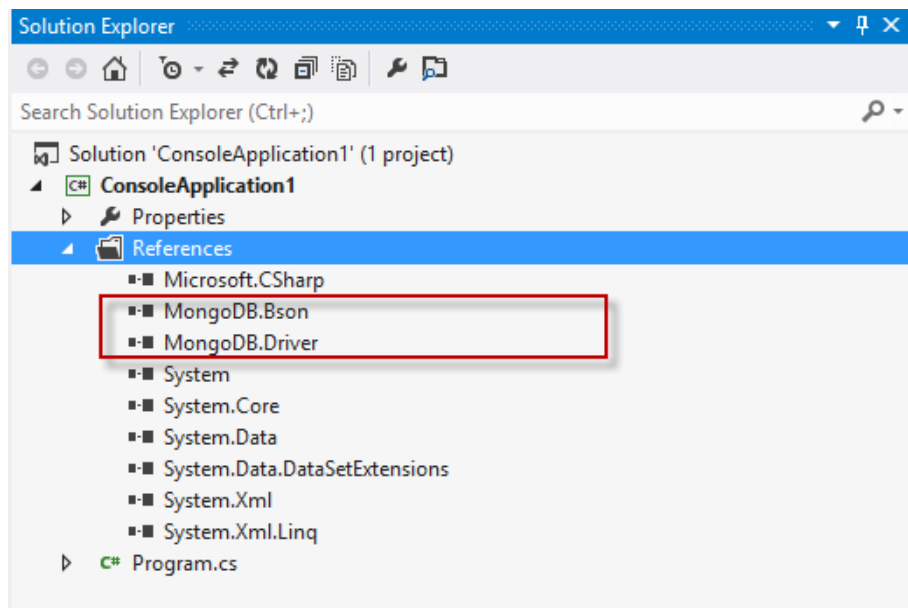 Solution Explorer
Search Solution Explorer (Ctrl+;)
Solution 'ConsoleApplication1' (1 project)
C# ConsoleApplication1
Properties
References
Microsoft.CSharp
MongoDB.Bson
MongoDB.Driver
System
System.Core
System.Data
System.Data.DataSetExtensions
System.Xml
System.Xml.Linq
C# Program.cs